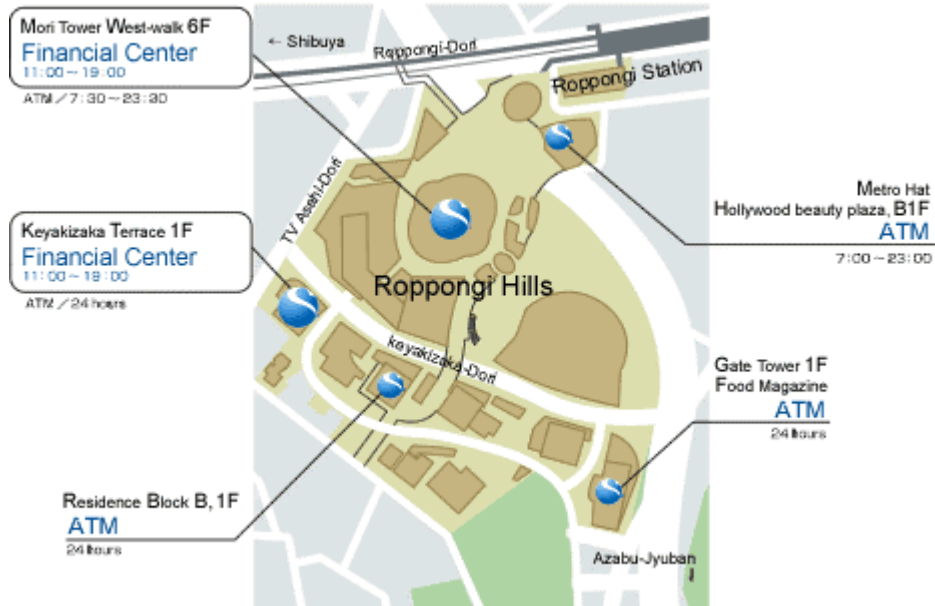 Mori Tower West-walk 6F
Financial Center
11:00～19:00
ATM／7:30～23:30
← Shibuya
Roppongi-Dori
Roppongi Station
Metro Hat
Hollywood beauty plaza, B1F
ATM
7:00～23:00
TV Asehi-Dori
Keyakizaka Terrace 1F
Financial Center
11:00～19:00
ATM／24 hours
Roppongi Hills
keyakizaka-Dori
Gate Tower 1F
Food Magazine
ATM
24 hours
Residence Block B, 1F
ATM
24 hours
Azabu-Jyuban
↓